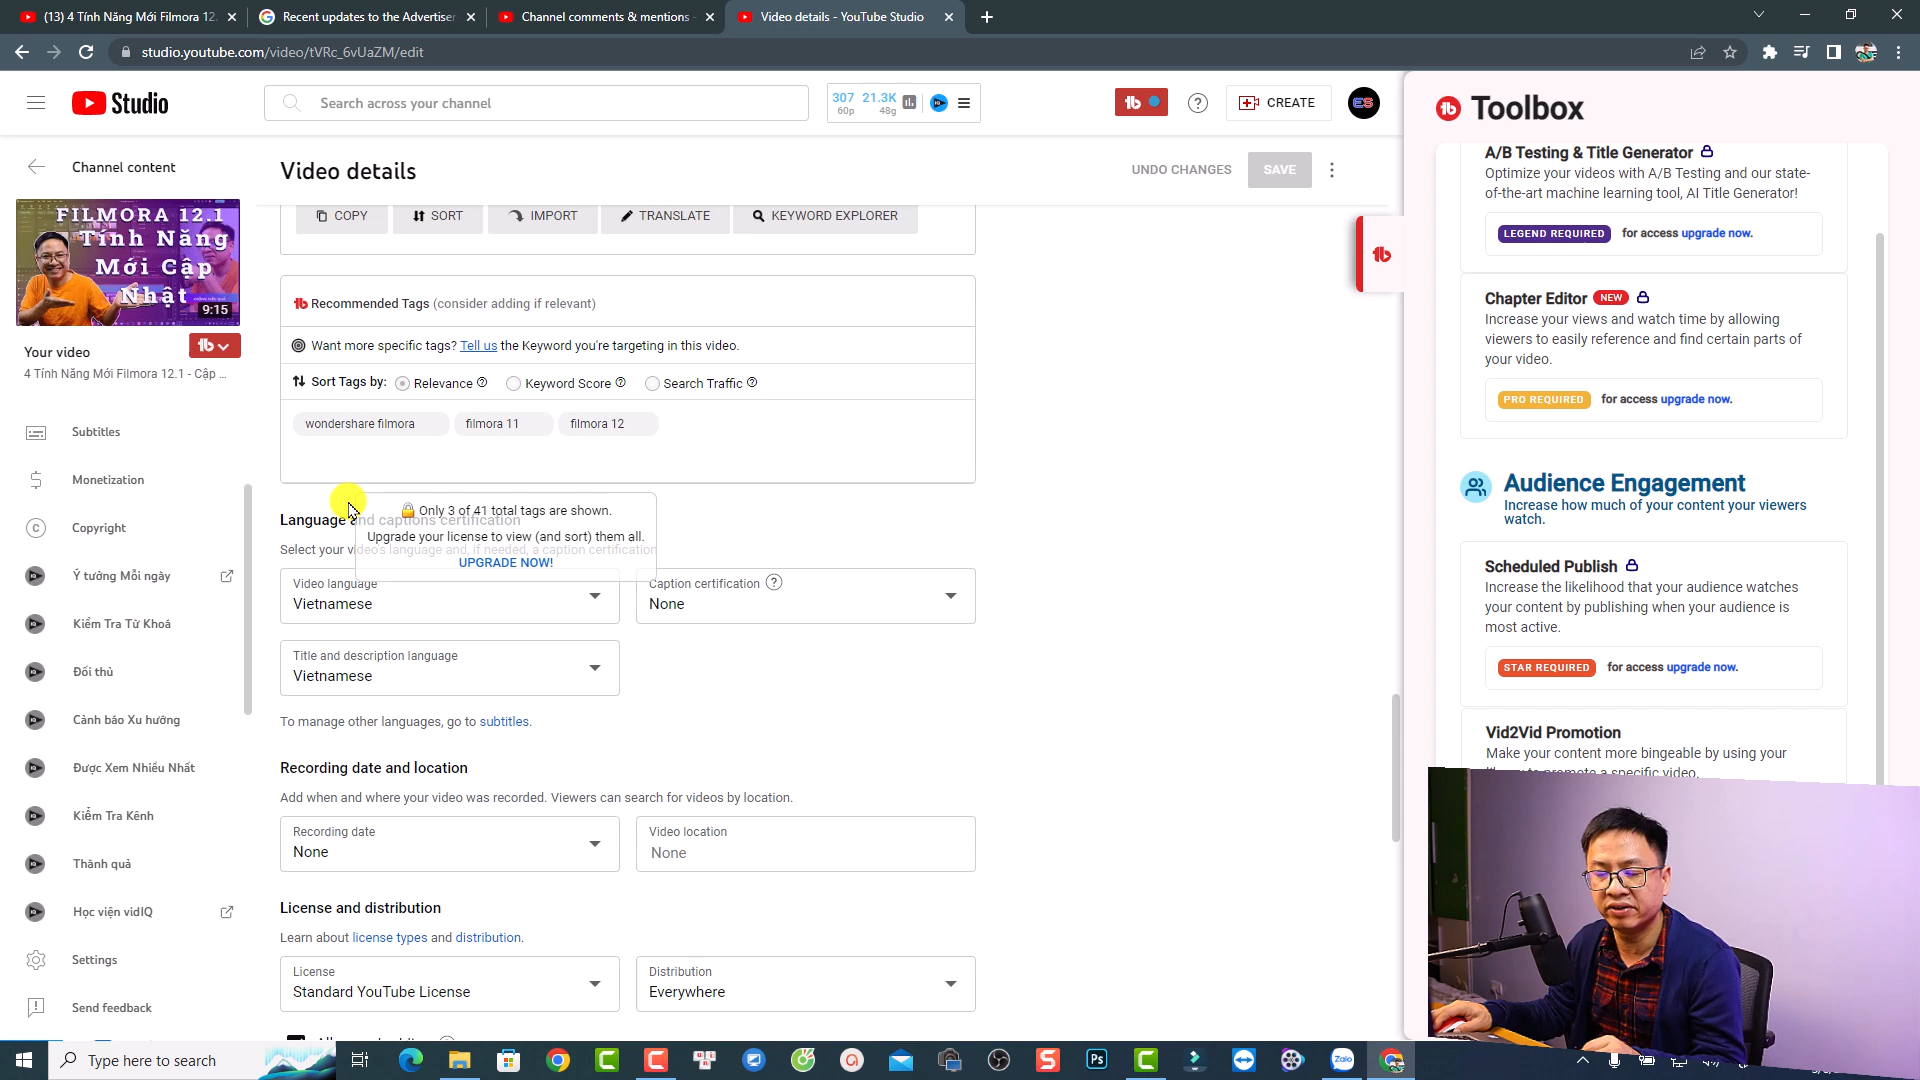 (13) 4 Tính Năng Mới Filmora 12.
Recent updates to the Advertiser
Channel comments & mentions -
Video details - YouTube Studio
studio.youtube.com/video/tVRc_6vUaZM/edit
Studio
Search across your channel
307 21.3K
60p 48g
CREATE
ES
Toolbox
Channel content
Video details
UNDO CHANGES
SAVE
FILMORA 12.1
Tính Năng
Mới Cập
Nhật
9:15
Your video
4 Tính Năng Mới Filmora 12.1 - Cập ...
Subtitles
Monetization
Copyright
Ý tưởng Mỗi ngày
Kiểm Tra Từ Khoá
Đối thủ
Cảnh báo Xu hướng
Được Xem Nhiều Nhất
Kiểm Tra Kênh
Thành quả
Học viện vidIQ
Settings
Send feedback
COPY
SORT
IMPORT
TRANSLATE
KEYWORD EXPLORER
Recommended Tags (consider adding if relevant)
Want more specific tags? Tell us the Keyword you're targeting in this video.
Sort Tags by:
Relevance
Keyword Score
Search Traffic
wondershare filmora
filmora 11
filmora 12
Only 3 of 41 total tags are shown.
Upgrade your license to view (and sort) them all.
UPGRADE NOW!
Language and captions certification
Select your video's language and, if needed, a caption certification
Video language
Vietnamese
Caption certification
None
Title and description language
Vietnamese
To manage other languages, go to subtitles.
Recording date and location
Add when and where your video was recorded. Viewers can search for videos by location.
Recording date
None
Video location
None
License and distribution
Learn about license types and distribution.
License
Standard YouTube License
Distribution
Everywhere
A/B Testing & Title Generator
Optimize your videos with A/B Testing and our state-
of-the-art machine learning tool, AI Title Generator!
LEGEND REQUIRED for access upgrade now.
Chapter Editor NEW
Increase your views and watch time by allowing
viewers to easily reference and find certain parts of
your video.
PRO REQUIRED for access upgrade now.
Audience Engagement
Increase how much of your content your viewers
watch.
Scheduled Publish
Increase the likelihood that your audience watches
your content by publishing when your audience is
most active.
STAR REQUIRED for access upgrade now.
Vid2Vid Promotion
Make your content more bingeable by using your
to promote a specific video.
Type here to search
Ps
Zalo